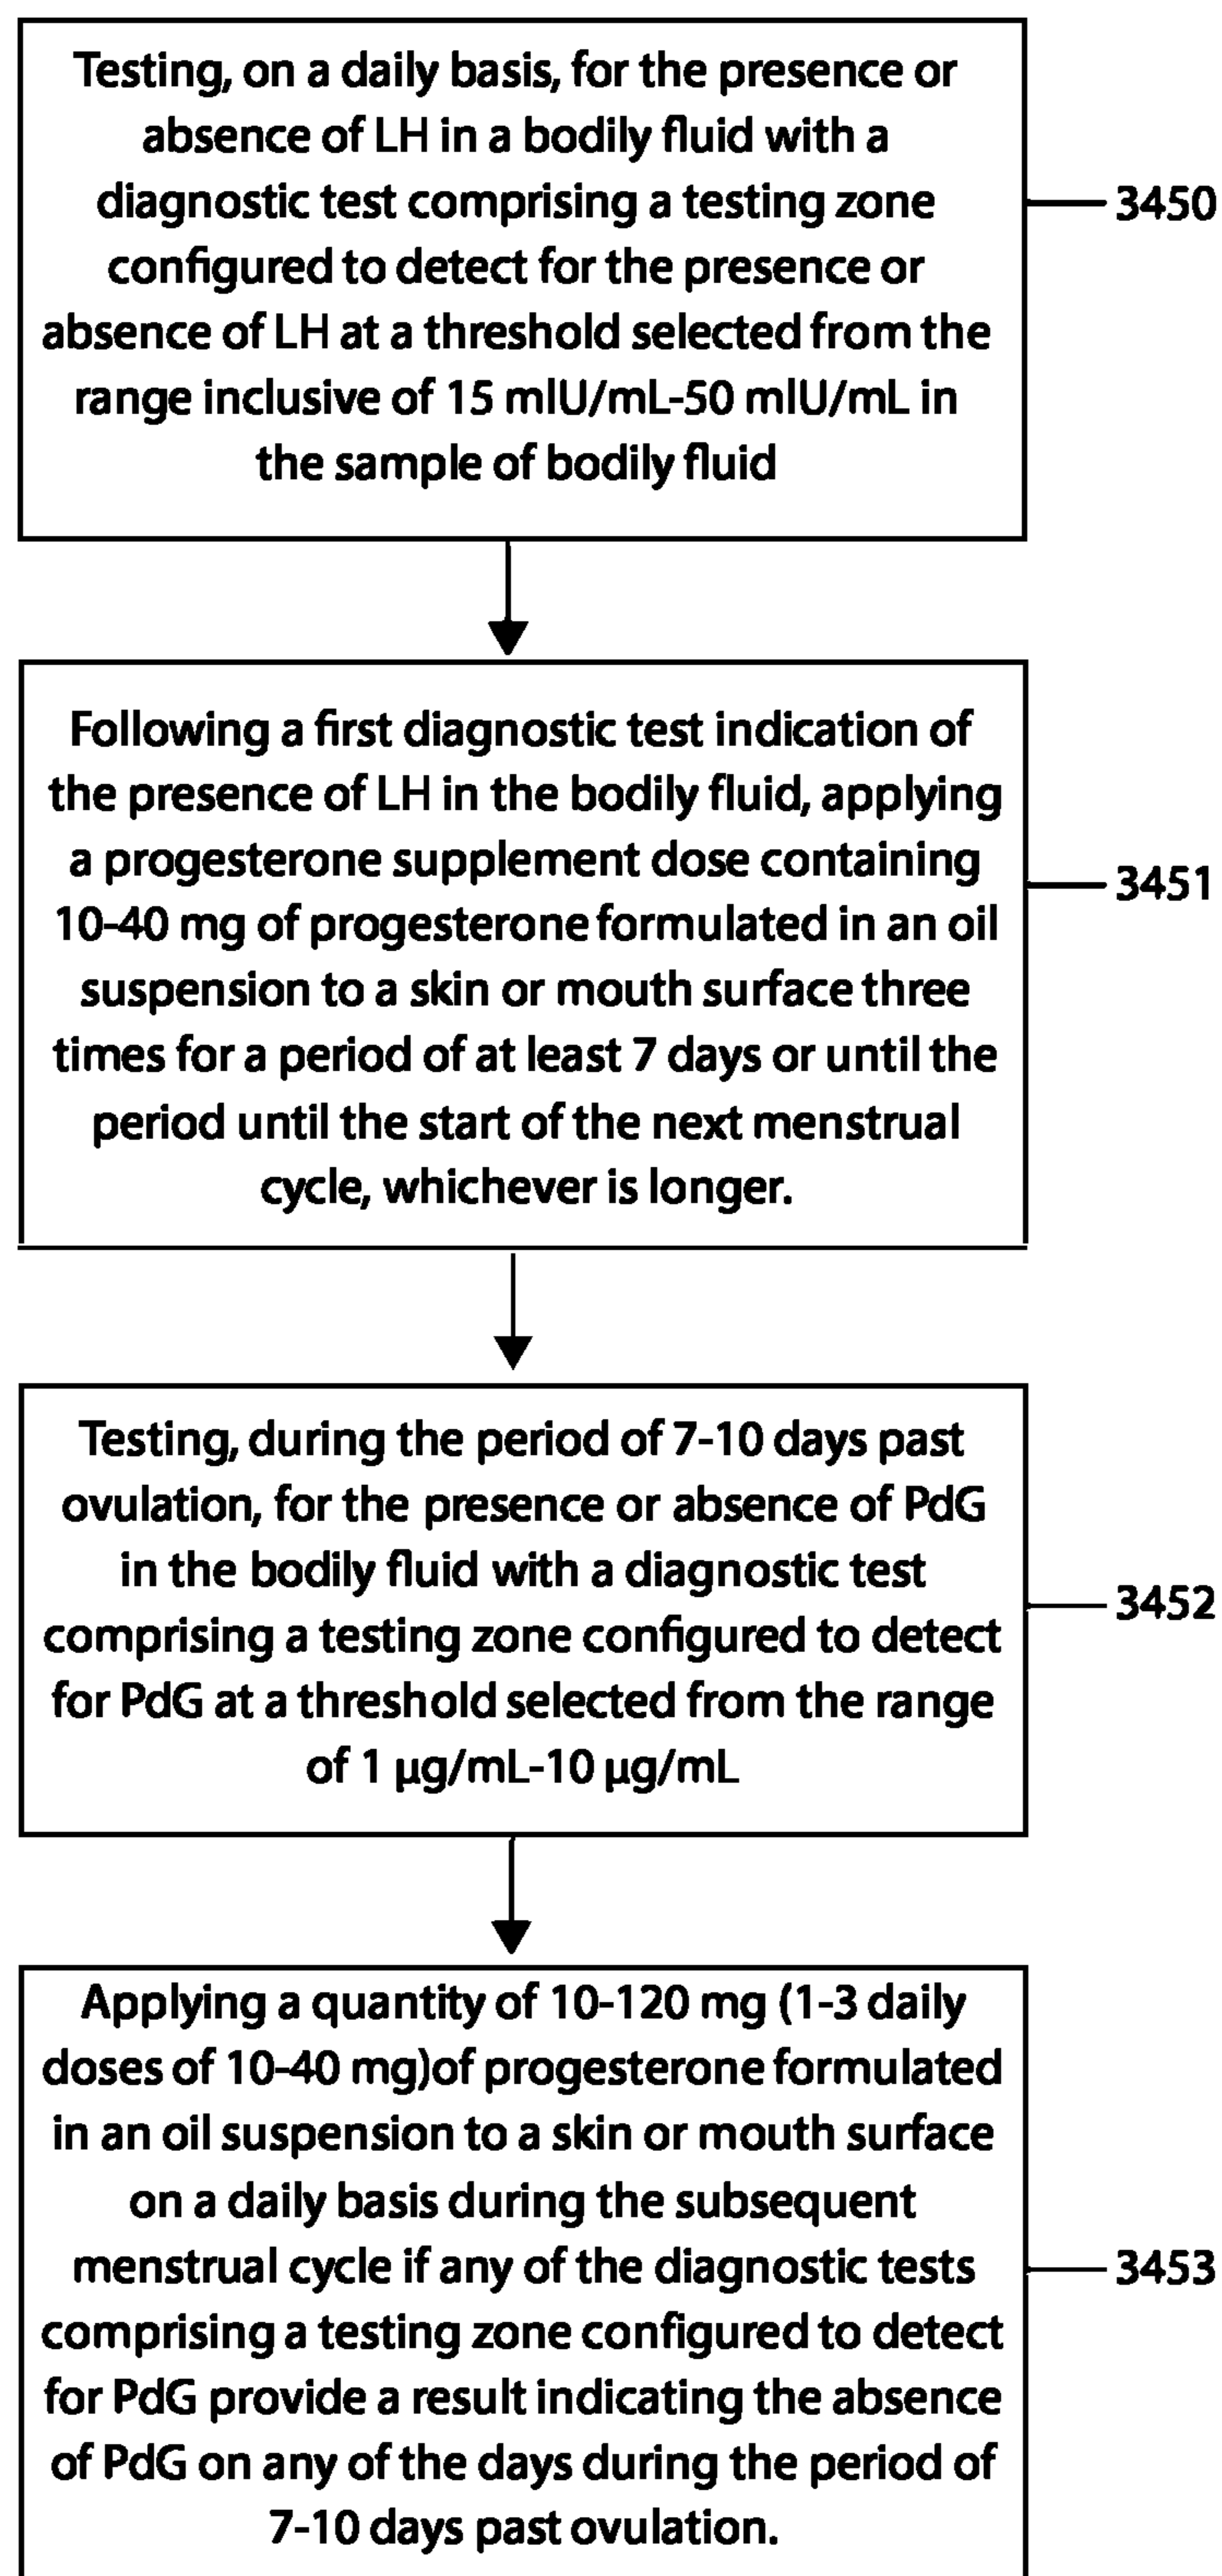 Testing, on a daily basis, for the presence or
absence of LH in a bodily fluid with a
diagnostic test comprising a testing zone
configured to detect for the presence or
absence of LH at a threshold selected from the
range inclusive of 15 mIU/mL-50 mIU/mL in
the sample of bodily fluid
3450
Following a first diagnostic test indication of
the presence of LH in the bodily fluid, applying
a progesterone supplement dose containing
10-40 mg of progesterone formulated in an oil
suspension to a skin or mouth surface three
times for a period of at least 7 days or until the
period until the start of the next menstrual
cycle, whichever is longer.
3451
Testing, during the period of 7-10 days past
ovulation, for the presence or absence of PdG
in the bodily fluid with a diagnostic test
comprising a testing zone configured to detect
for PdG at a threshold selected from the range
of 1 µg/mL-10 µg/mL
3452
Applying a quantity of 10-120 mg (1-3 daily
doses of 10-40 mg)of progesterone formulated
in an oil suspension to a skin or mouth surface
on a daily basis during the subsequent
menstrual cycle if any of the diagnostic tests
comprising a testing zone configured to detect
for PdG provide a result indicating the absence
of PdG on any of the days during the period of
7-10 days past ovulation.
3453